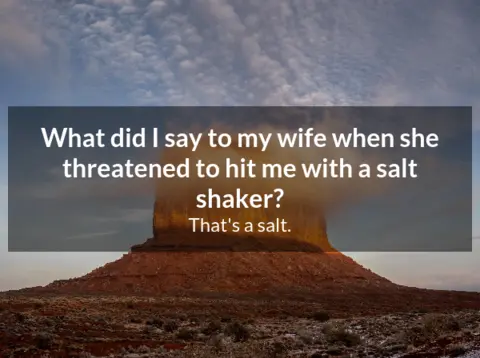 What did I say to my wife when she
threatened to hit me with a salt
shaker?
That's a salt.